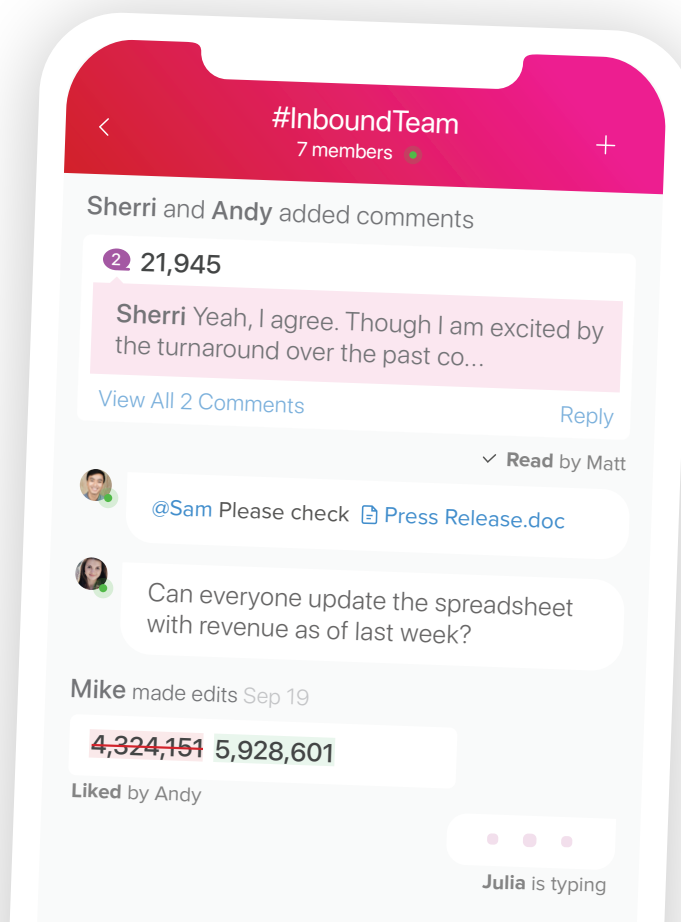 #InboundTeam
7 members
Sherri and Andy added comments
2 21,945
Sherri Yeah, I agree. Though I am excited by
the turnaround over the past co...
View All 2 Comments Reply
Read by Matt
@Sam Please check Press Release.doc
Can everyone update the spreadsheet
with revenue as of last week?
Mike made edits Sep 19
4,324,151 5,928,601
Liked by Andy
Julia is typing